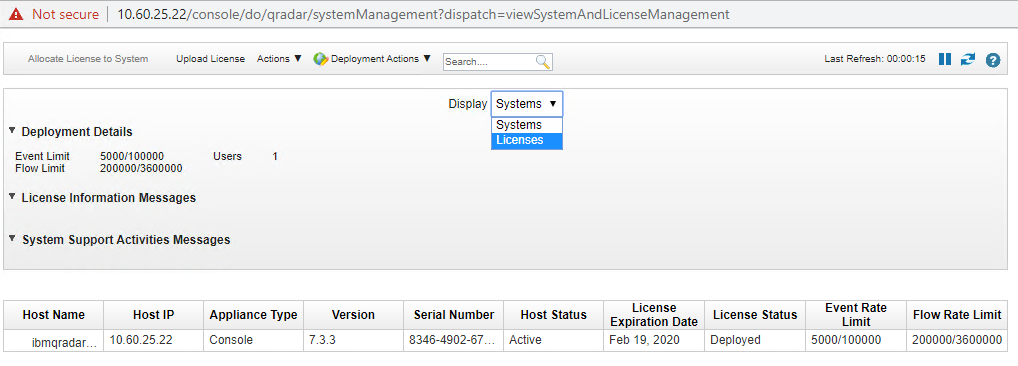 Not secure | 10.60.25.22/console/do/qradar/systemManagement?dispatch=viewSystemAndLicenseManagement
Allocate License to System Upload License Actions ▼ Deployment Actions ▼ Search.... Last Refresh: 00:00:15
Display Systems ▼
Systems
Licenses
Deployment Details
Event Limit 5000/100000 Users 1
Flow Limit 200000/3600000
License Information Messages
System Support Activities Messages
Host Name Host IP Appliance Type Version Serial Number Host Status License Expiration Date License Status Event Rate Limit Flow Rate Limit
ibmqradar... 10.60.25.22 Console 7.3.3 8346-4902-67... Active Feb 19, 2020 Deployed 5000/100000 200000/3600000